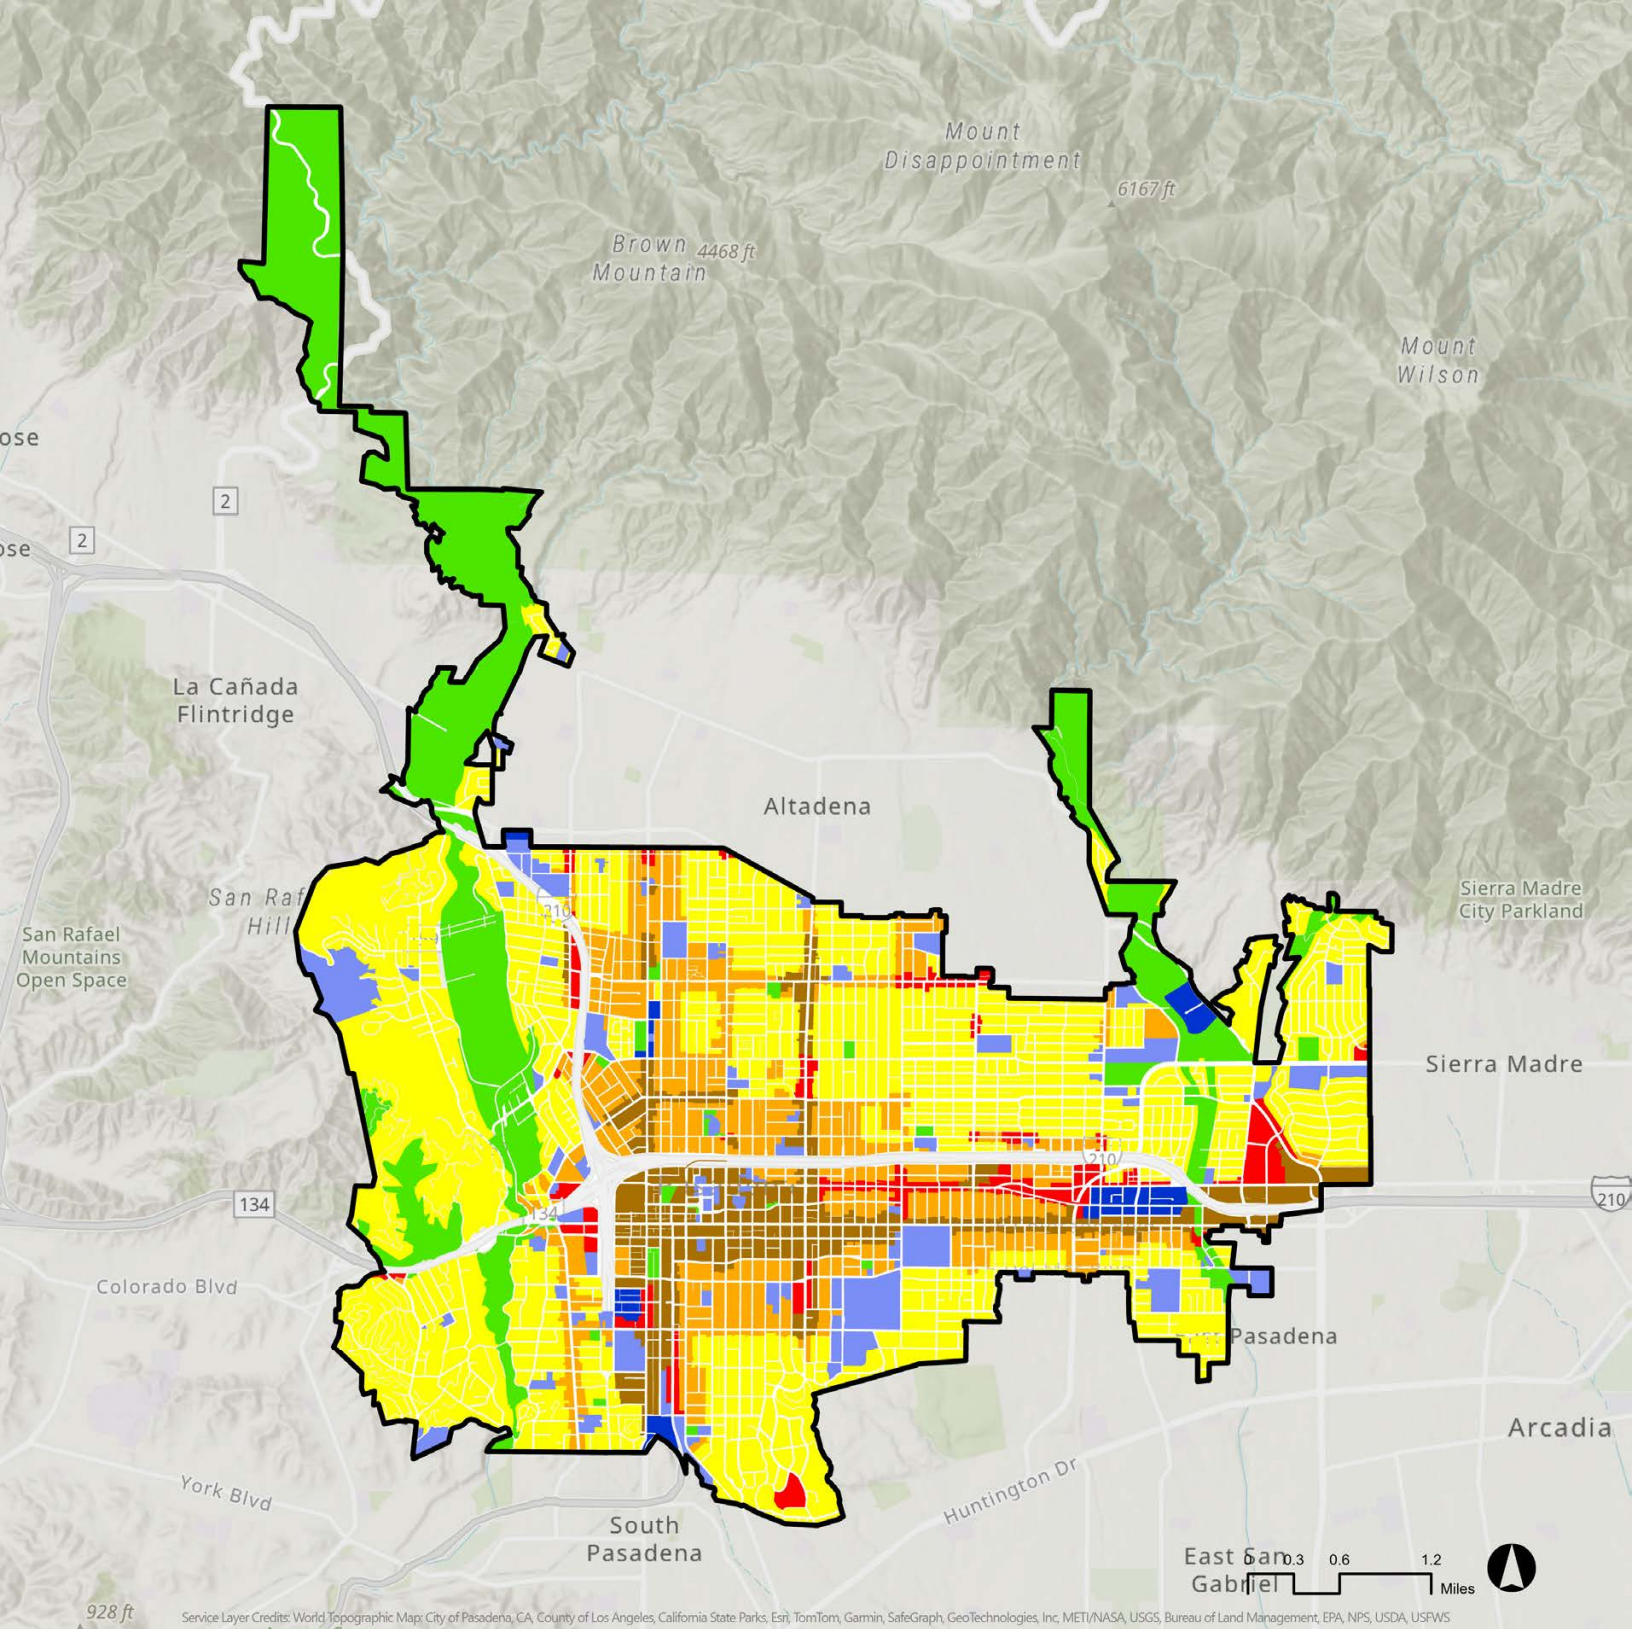 Mount
Disappointment
6167 ft
Brown
Mountain
4468 ft
Mount
Wilson
ose
2
2
ose
La Cañada
Flintridge
Altadena
San Raf
Hill
210
San Rafael
Mountains
Open Space
Sierra Madre
City Parkland
Sierra Madre
210
134
134
210
Colorado Blvd
Pasadena
Arcadia
York Blvd
Huntington Dr
South
Pasadena
East San
Gabriel
0 0.3 0.6 1.2
Miles
928 ft
Service Layer Credits: World Topographic Map: City of Pasadena, CA, County of Los Angeles, California State Parks, Esri, TomTom, Garmin, SafeGraph, GeoTechnologies, Inc, METI/NASA, USGS, Bureau of Land Management, EPA, NPS, USDA, USFWS